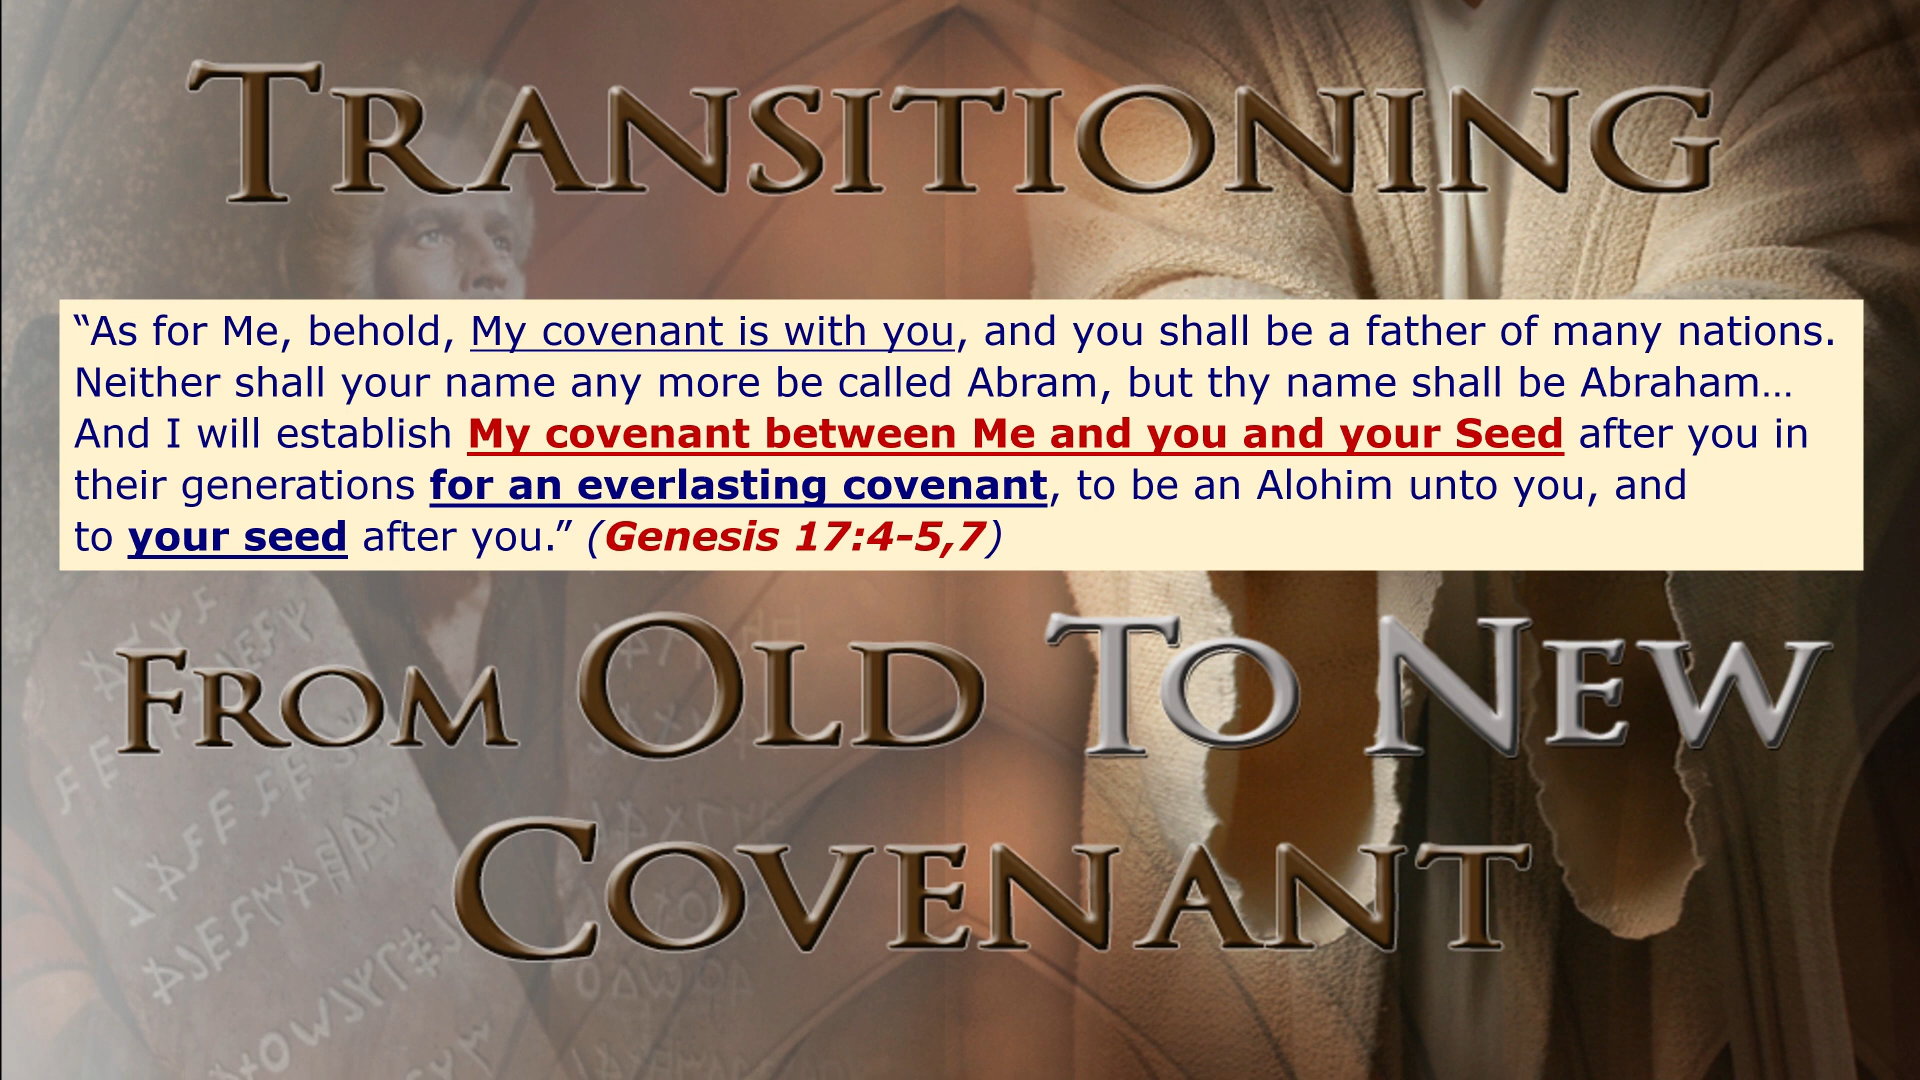 TRANSITIONING
“As for Me, behold, My covenant is with you, and you shall be a father of many nations.
Neither shall your name any more be called Abram, but thy name shall be Abraham…
And I will establish My covenant between Me and you and your Seed after you in
their generations for an everlasting covenant, to be an Alohim unto you, and
to your seed after you.” (Genesis 17:4-5,7)
FROM OLD TO NEW
COVENANT